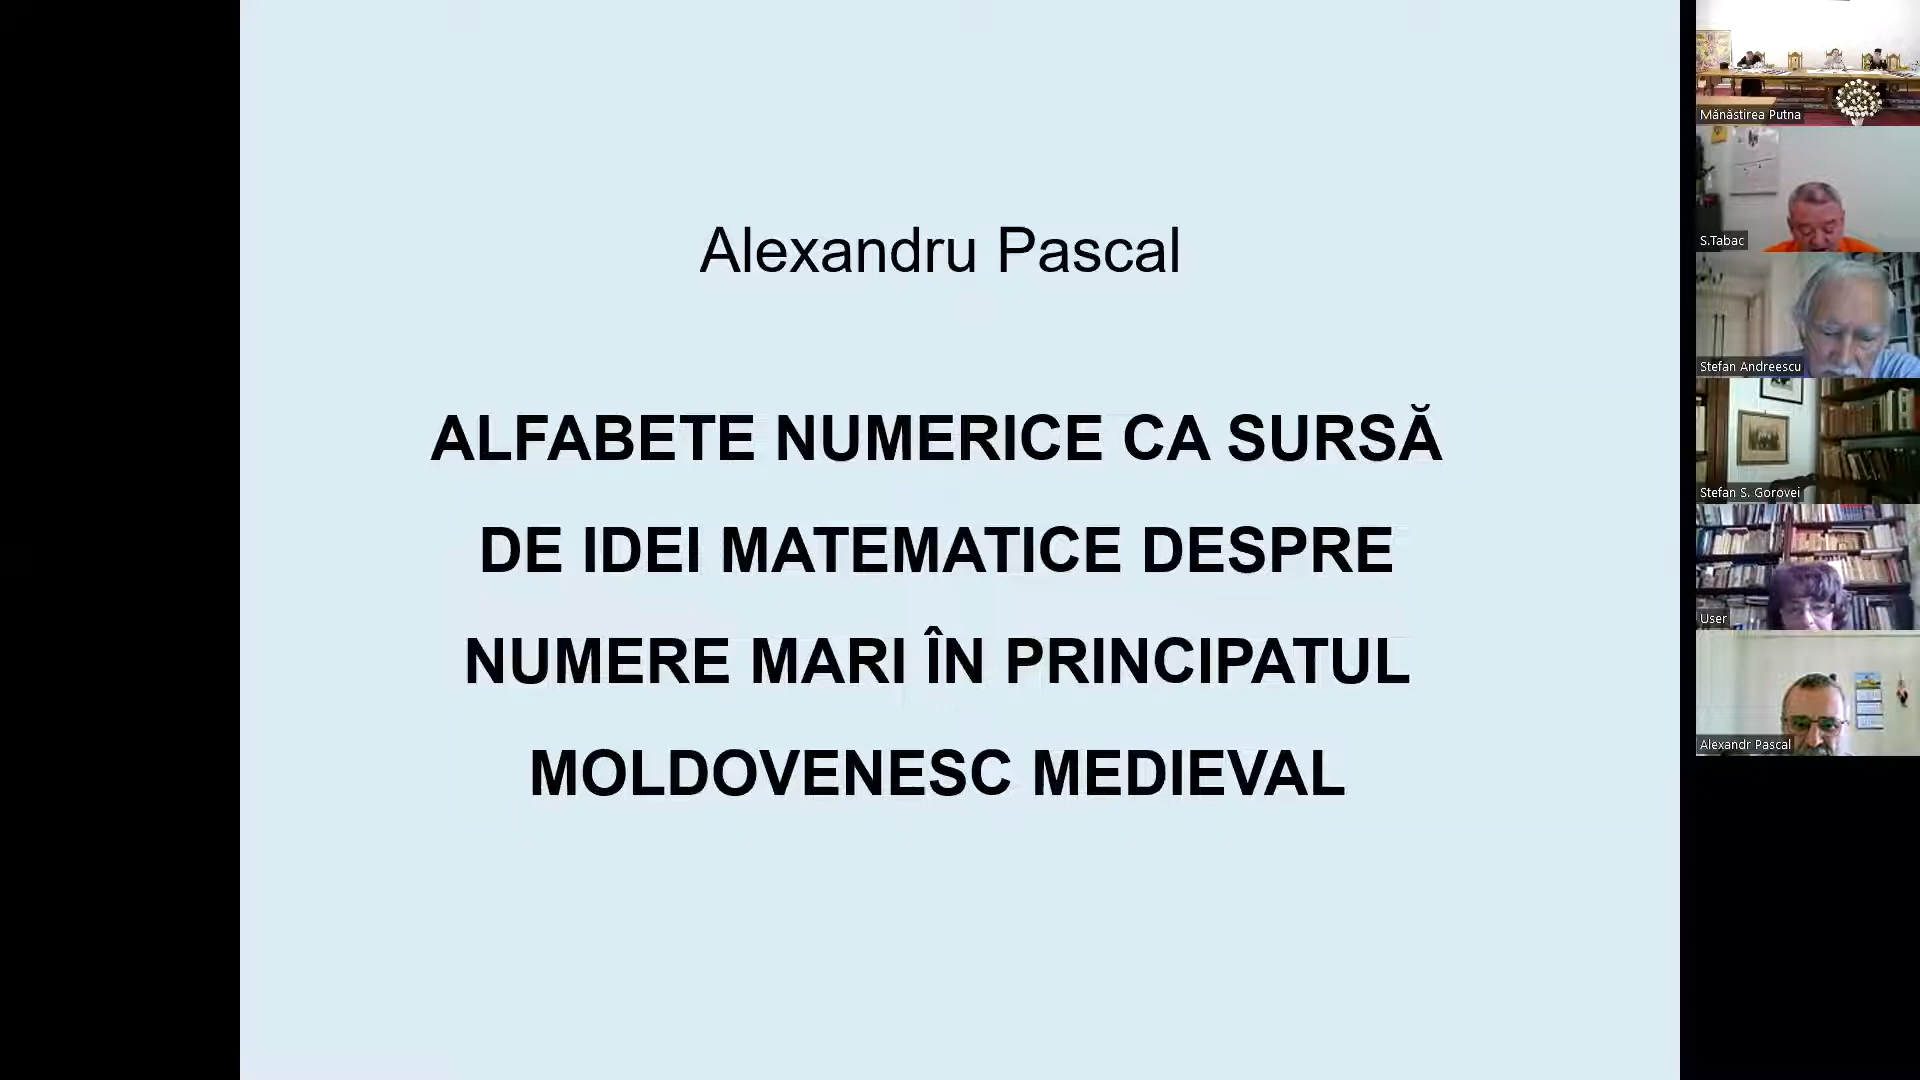 Alexandru Pascal
ALFABETE NUMERICE CA SURSĂ
DE IDEI MATEMATICE DESPRE
NUMERE MARI ÎN PRINCIPATUL
MOLDOVENESC MEDIEVAL
Mănăstirea Putna
S.Tabac
Stefan Andreescu
Stefan S. Gorovei
User
Alexandr Pascal